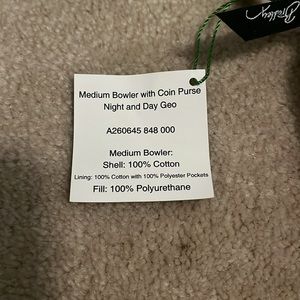 Bradley
Medium Bowler with Coin Purse
Night and Day Geo
A260645 848 000
Medium Bowler:
Shell: 100% Cotton
Lining: 100% Cotton with 100% Polyester Pockets
Fill: 100% Polyurethane